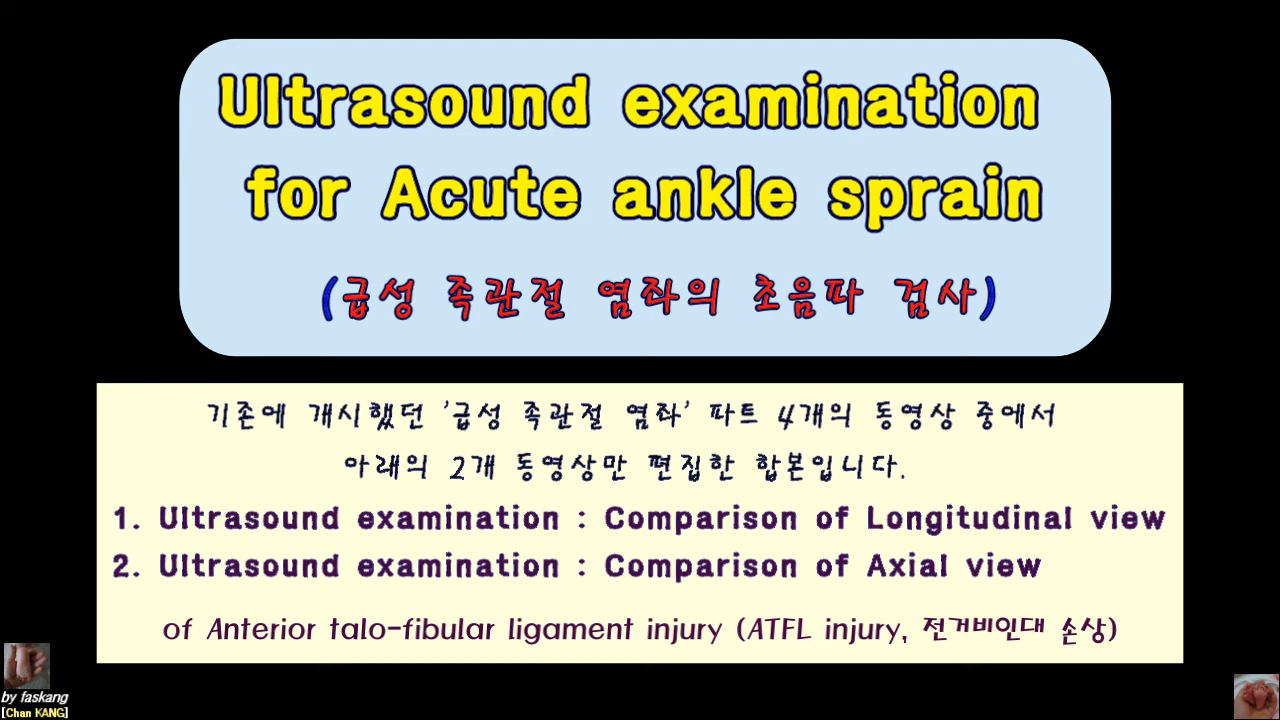 Ultrasound examination
for Acute ankle sprain
(급성 족관절 염좌의 초음파 검사)
기존에 개시했던 '급성 족관절 염좌' 파트 4개의 동영상 중에서
아래의 2개 동영상만 편집한 합본입니다.
1. Ultrasound examination : Comparison of Longitudinal view
2. Ultrasound examination : Comparison of Axial view
of Anterior talo-fibular ligament injury (ATFL injury, 전거비인대 손상)
by faskang
[Chan KANG]